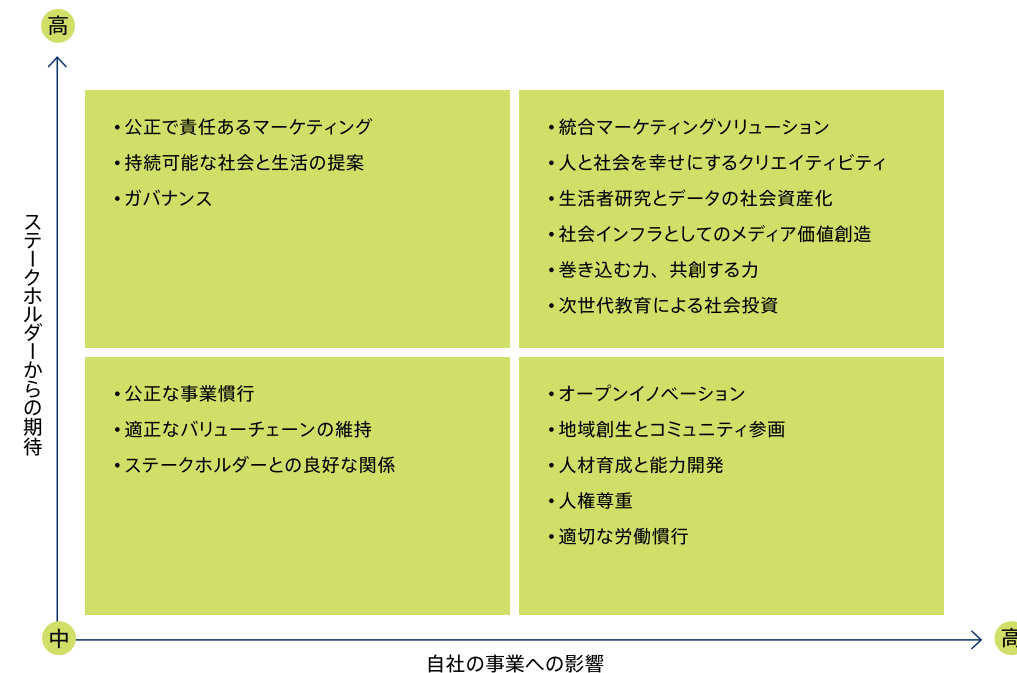 高
ステークホルダーからの期待
・公正で責任あるマーケティング
・持続可能な社会と生活の提案
・ガバナンス
・統合マーケティングソリューション
・人と社会を幸せにするクリエイティビティ
・生活者研究とデータの社会資産化
・社会インフラとしてのメディア価値創造
・巻き込む力、共創する力
・次世代教育による社会投資
・公正な事業慣行
・適正なバリューチェーンの維持
・ステークホルダーとの良好な関係
・オープンイノベーション
・地域創生とコミュニティ参画
・人材育成と能力開発
・人権尊重
・適切な労働慣行
中
自社の事業への影響
高